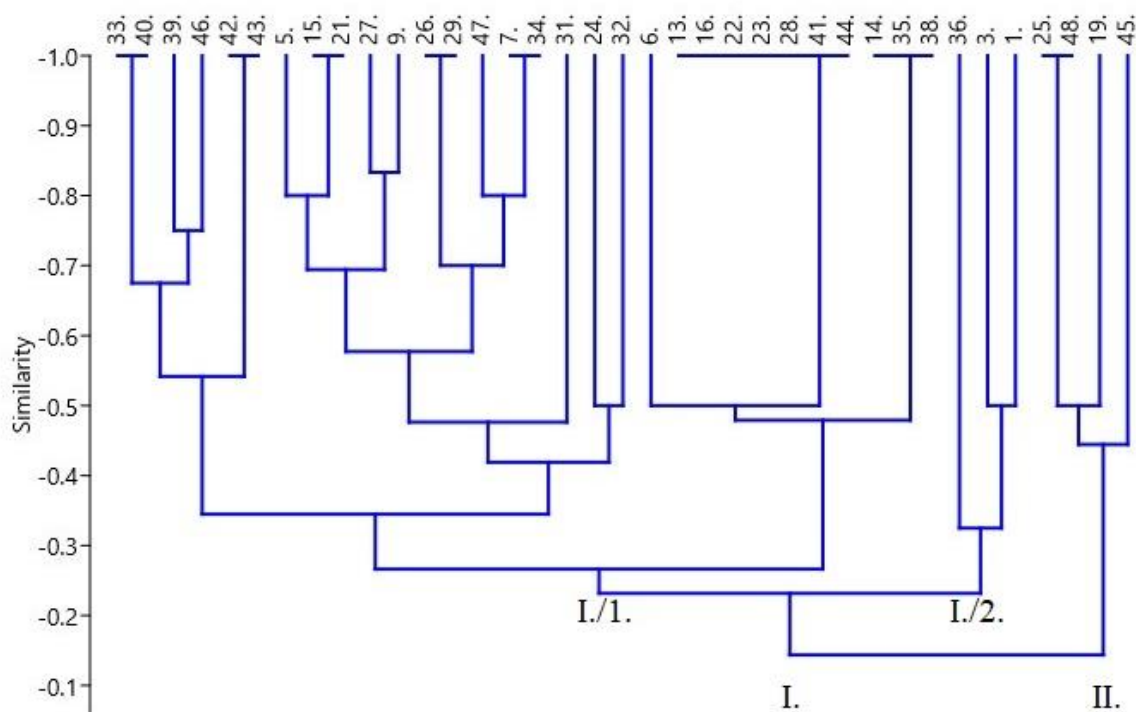 33. 40. 39. 46. 42. 43. 5. 15. 21. 27. 9. 26. 29. 47. 7. 34. 31. 24. 32. 6. 13. 16. 22. 23. 28. 41. 44. 14. 35. 38. 36. 3. 1. 25. 48. 19. 45.
-1.0
-0.9
-0.8
-0.7
-0.6
-0.5
-0.4
-0.3
-0.2
-0.1
Similarity
I./1.
I./2.
I.
II.